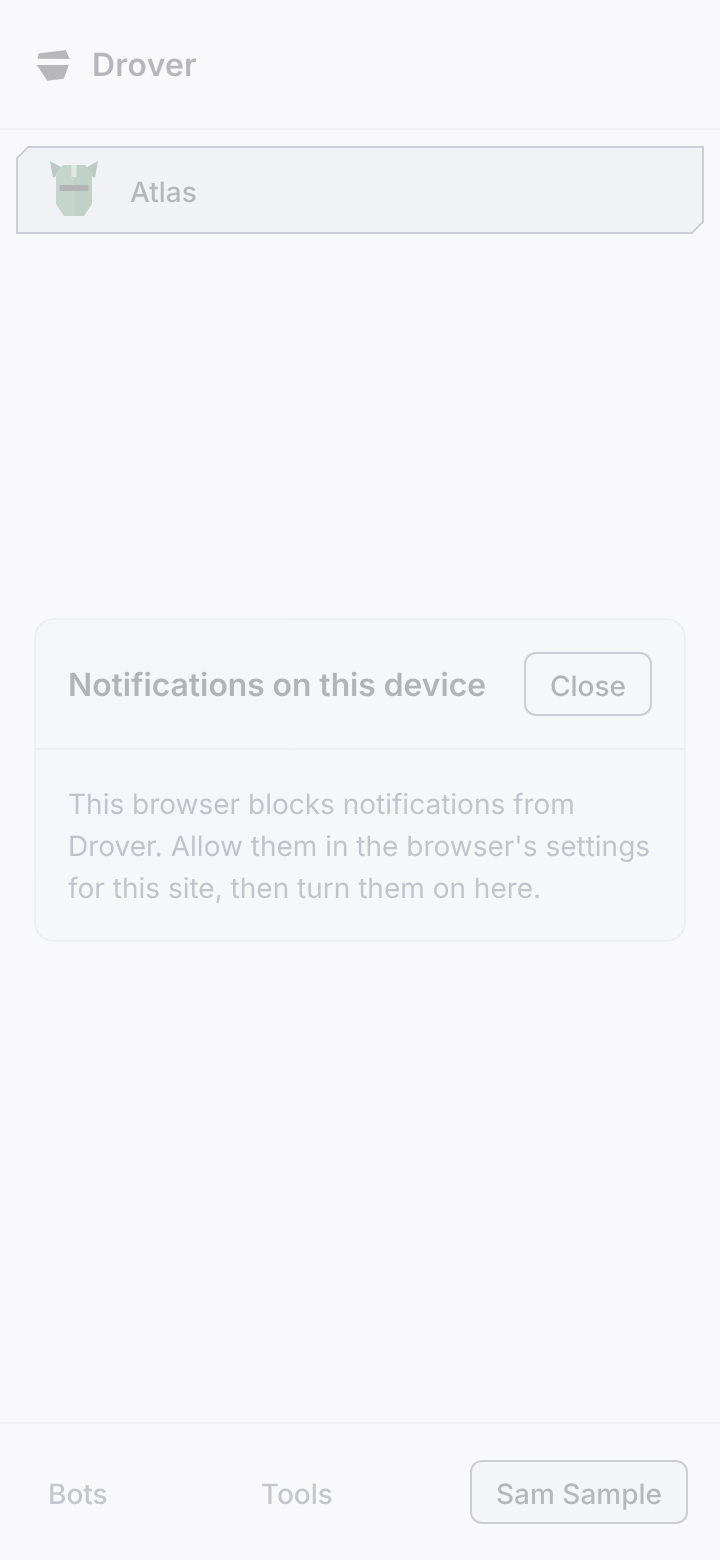 Drover
Atlas
Notifications on this device
Close
This browser blocks notifications from
Drover. Allow them in the browser's settings
for this site, then turn them on here.
Bots
Tools
Sam Sample